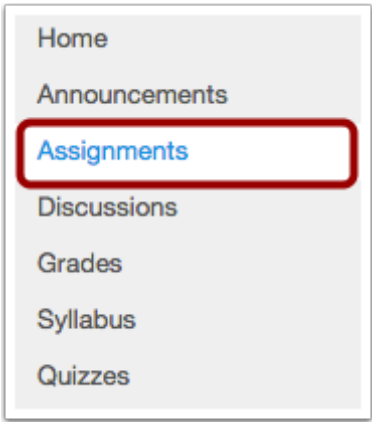 Home
Announcements
Assignments
Discussions
Grades
Syllabus
Quizzes